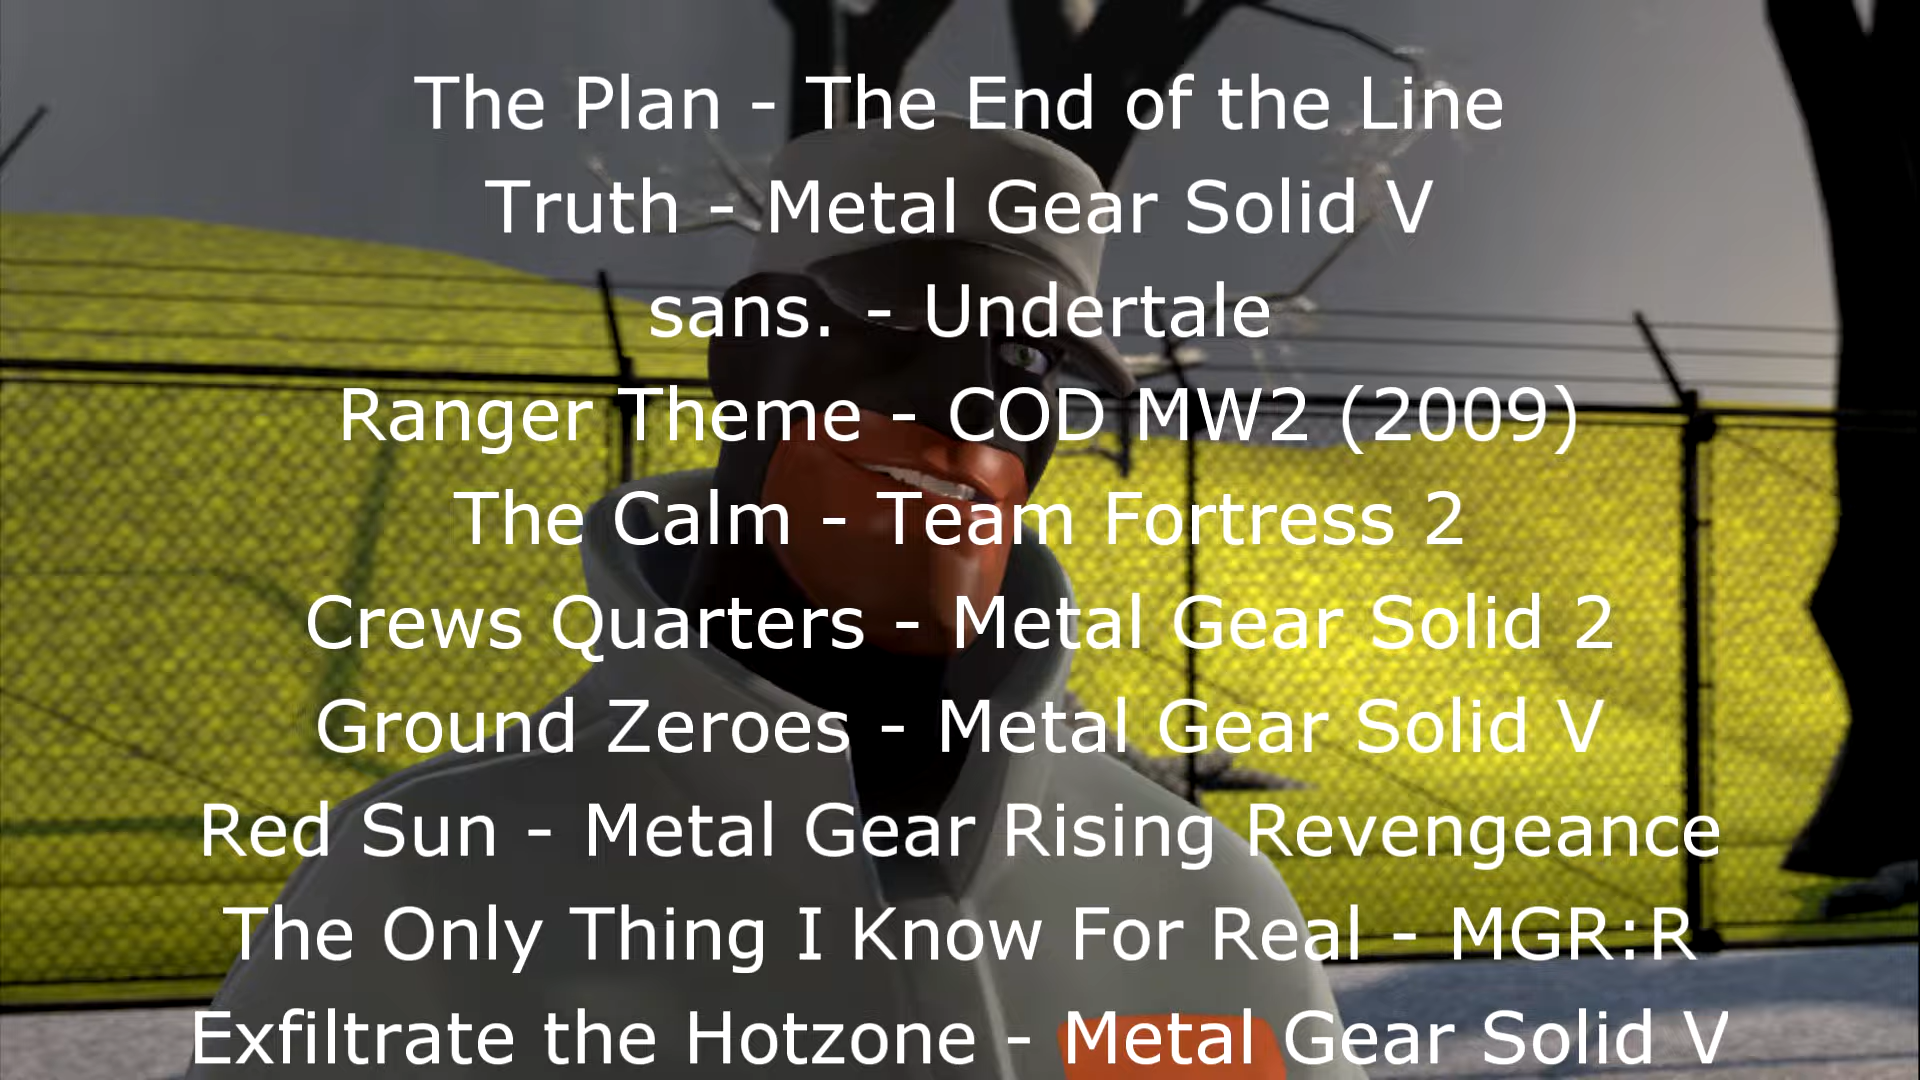 The Plan - The End of the Line
Truth - Metal Gear Solid V
sans. - Undertale
Ranger Theme - COD MW2 (2009)
The Calm - Team Fortress 2
Crews Quarters - Metal Gear Solid 2
Ground Zeroes - Metal Gear Solid V
Red Sun - Metal Gear Rising Revengeance
The Only Thing I Know For Real - MGR:R
Exfiltrate the Hotzone - Metal Gear Solid V